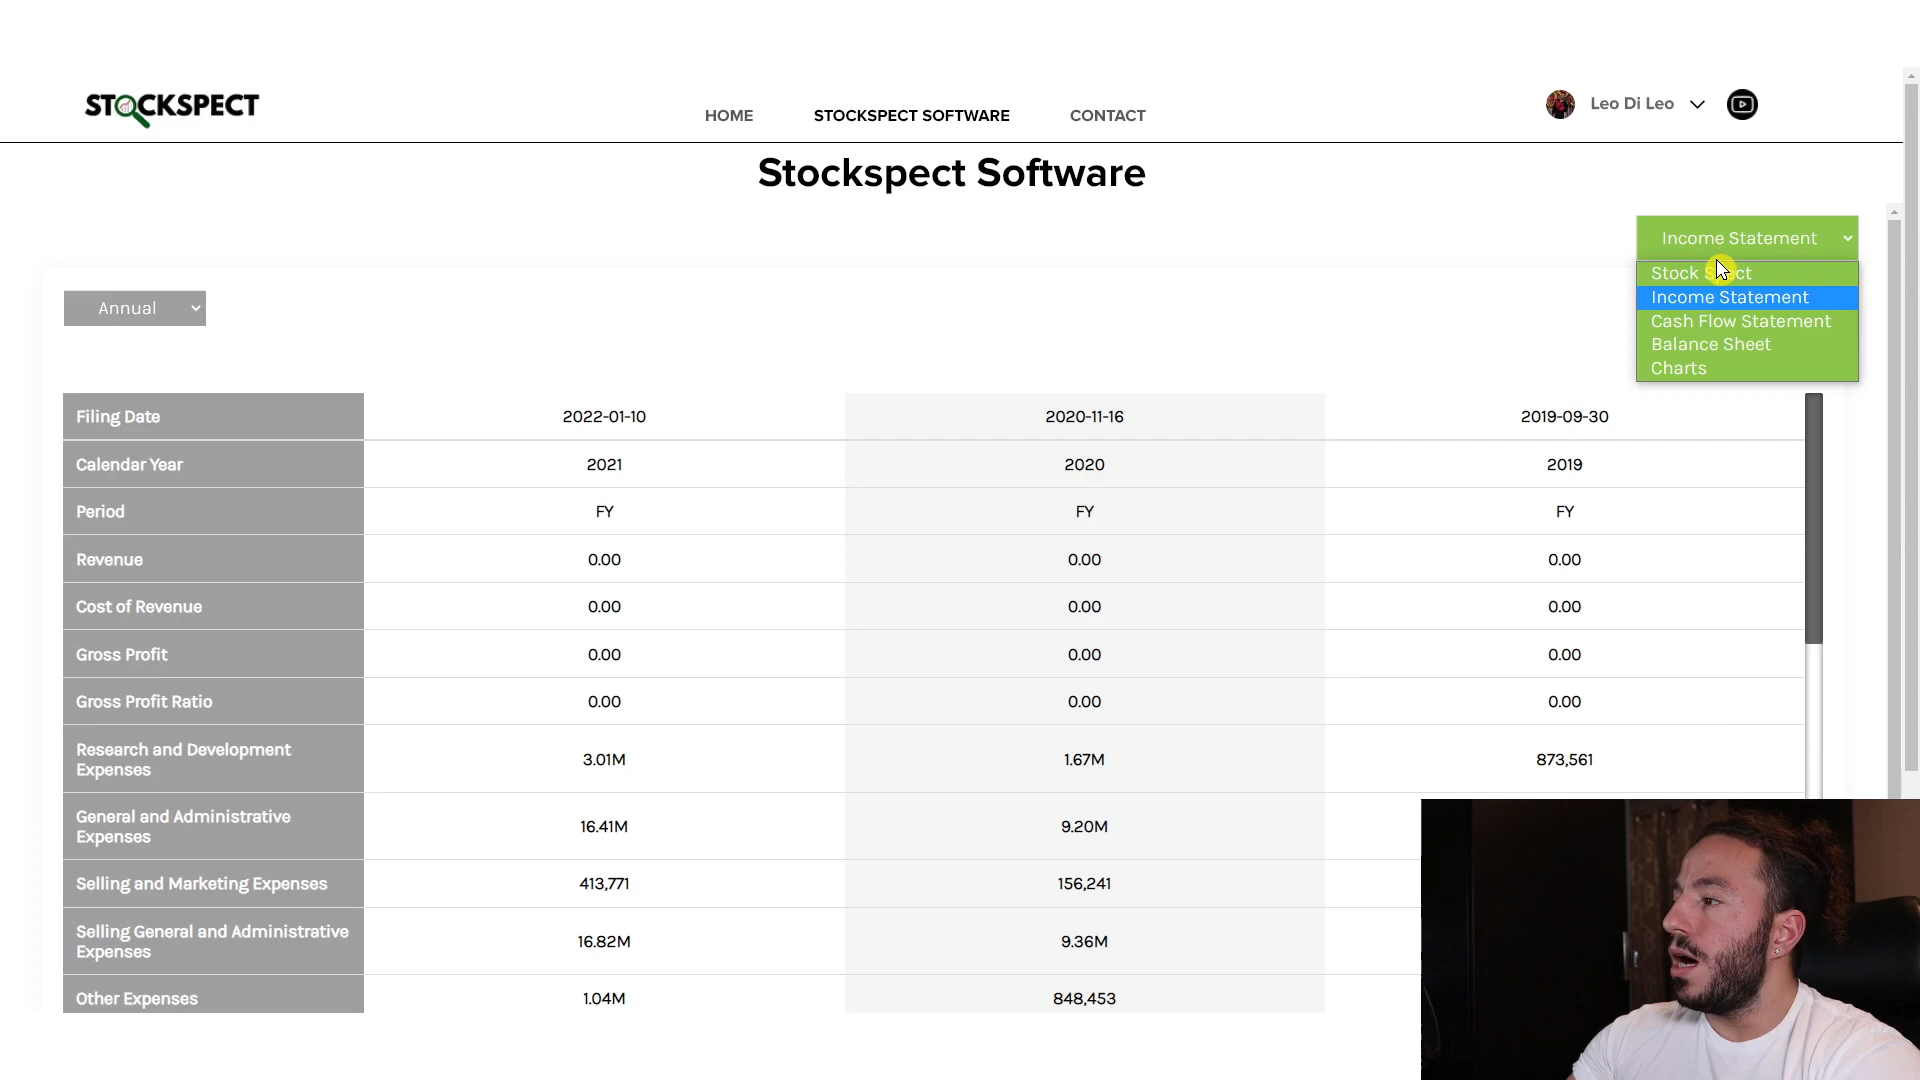 STOCKSPECT
HOME
STOCKSPECT SOFTWARE
CONTACT
Leo Di Leo
Stockspect Software
Income Statement
Stock
Income Statement
Cash Flow Statement
Balance Sheet
Charts
Annual
Filing Date 2022-01-10 2020-11-16 2019-09-30
Calendar Year 2021 2020 2019
Period FY FY FY
Revenue 0.00 0.00 0.00
Cost of Revenue 0.00 0.00 0.00
Gross Profit 0.00 0.00 0.00
Gross Profit Ratio 0.00 0.00 0.00
Research and Development
Expenses
3.01M 1.67M 873,561
General and Administrative
Expenses
16.41M 9.20M
Selling and Marketing Expenses 413,771 156,241
Selling General and Administrative
Expenses
16.82M 9.36M
Other Expenses 1.04M 848,453